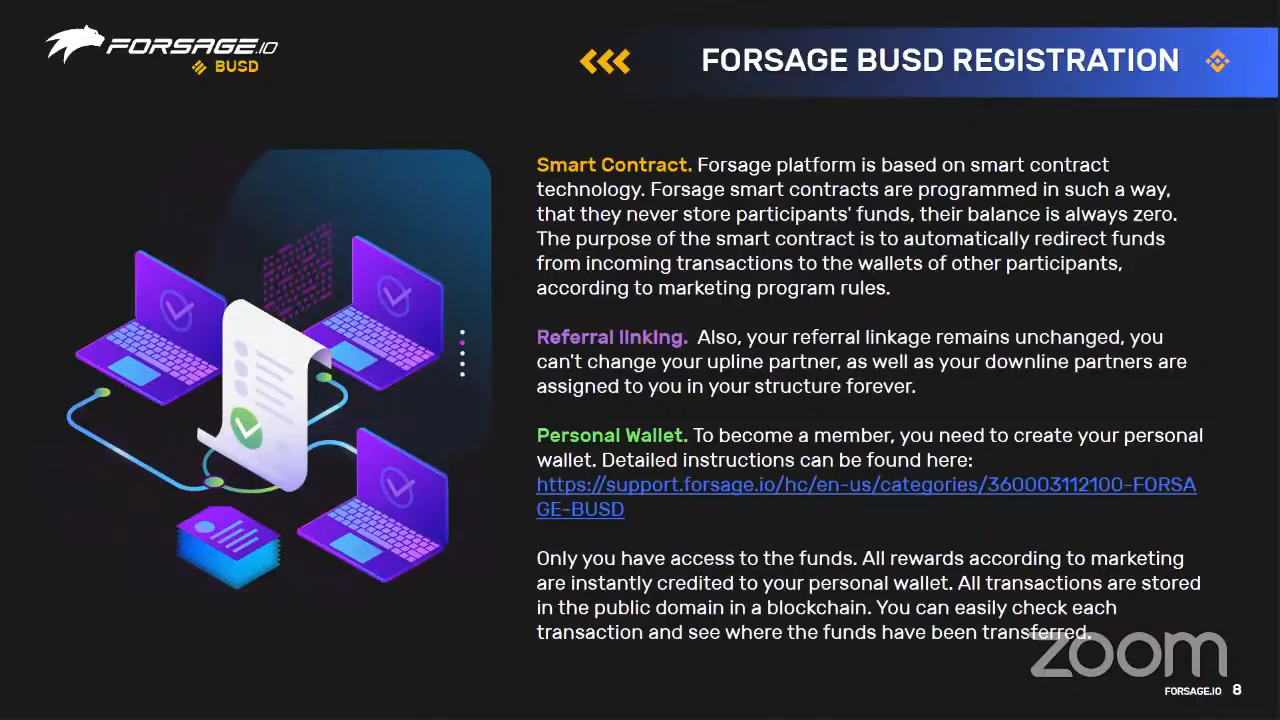 FORSAGE.IO
BUSD
FORSAGE BUSD REGISTRATION
Smart Contract. Forsage platform is based on smart contract
technology. Forsage smart contracts are programmed in such a way,
that they never store participants' funds, their balance is always zero.
The purpose of the smart contract is to automatically redirect funds
from incoming transactions to the wallets of other participants,
according to marketing program rules.
Referral linking. Also, your referral linkage remains unchanged, you
can't change your upline partner, as well as your downline partners are
assigned to you in your structure forever.
Personal Wallet. To become a member, you need to create your personal
wallet. Detailed instructions can be found here:
https://support.forsage.io/hc/en-us/categories/360003112100-FORSA
GE-BUSD
Only you have access to the funds. All rewards according to marketing
are instantly credited to your personal wallet. All transactions are stored
in the public domain in a blockchain. You can easily check each
transaction and see where the funds have been transferred.
zoom
FORSAGE.IO 8